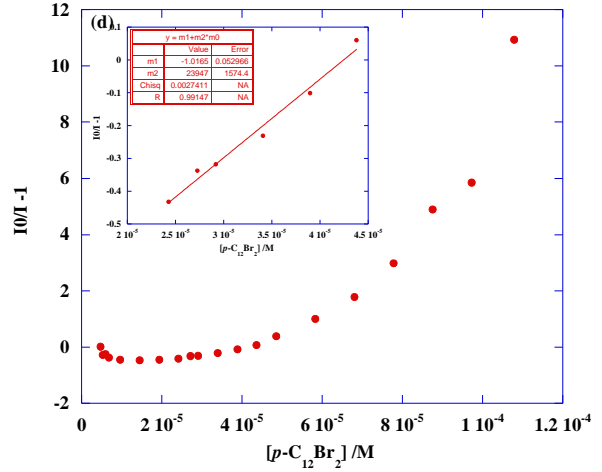 (d)
y = m1+m2*m0
Value Error
m1 -1.0165 0.052966
m2 23947 1574.4
Chisq 0.0027411 NA
R 0.99147 NA
0.1
0
-0.1
-0.2
-0.3
-0.4
-0.5
I0/I -1
2 10⁻⁵ 2.5 10⁻⁵ 3 10⁻⁵ 3.5 10⁻⁵ 4 10⁻⁵ 4.5 10⁻⁵
[p-C₁₂Br₂] /M
12
10
8
6
4
2
0
-2
I0/I -1
0 2 10⁻⁵ 4 10⁻⁵ 6 10⁻⁵ 8 10⁻⁵ 1 10⁻⁴ 1.2 10⁻⁴
[p-C₁₂Br₂] /M